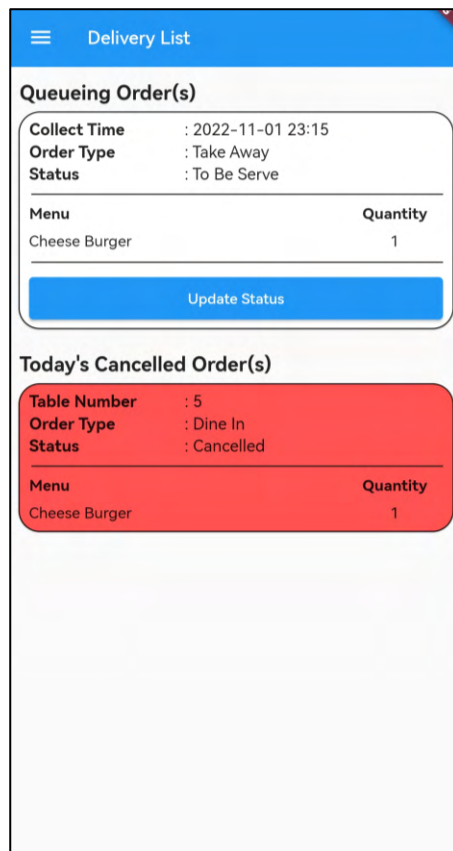 Delivery List
Queueing Order(s)
Collect Time : 2022-11-01 23:15
Order Type : Take Away
Status : To Be Serve
Menu Quantity
Cheese Burger 1
Update Status
Today's Cancelled Order(s)
Table Number : 5
Order Type : Dine In
Status : Cancelled
Menu Quantity
Cheese Burger 1